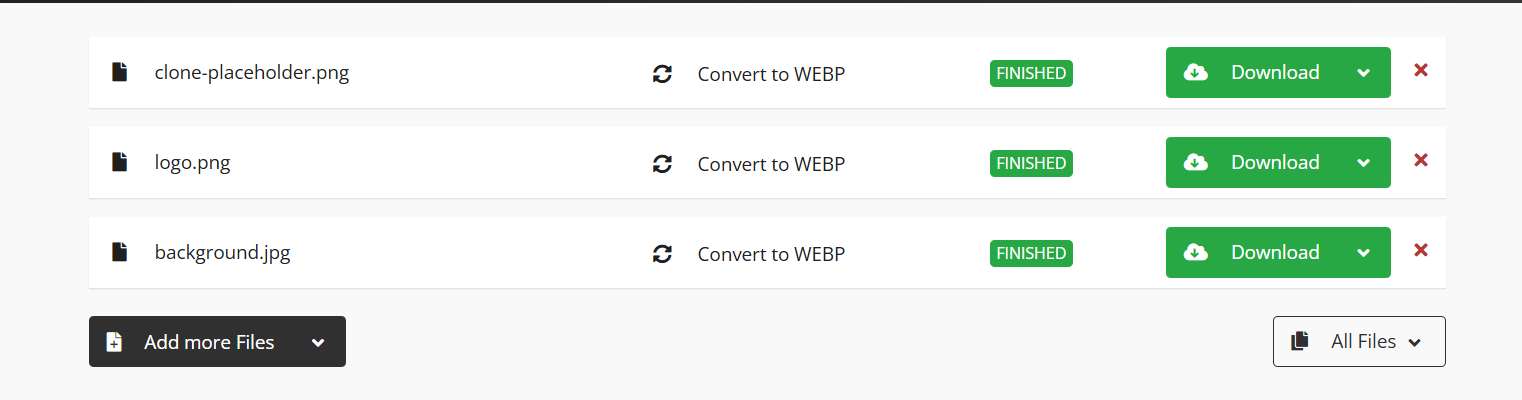 clone-placeholder.png Convert to WEBP FINISHED Download
logo.png Convert to WEBP FINISHED Download
background.jpg Convert to WEBP FINISHED Download
Add more Files All Files